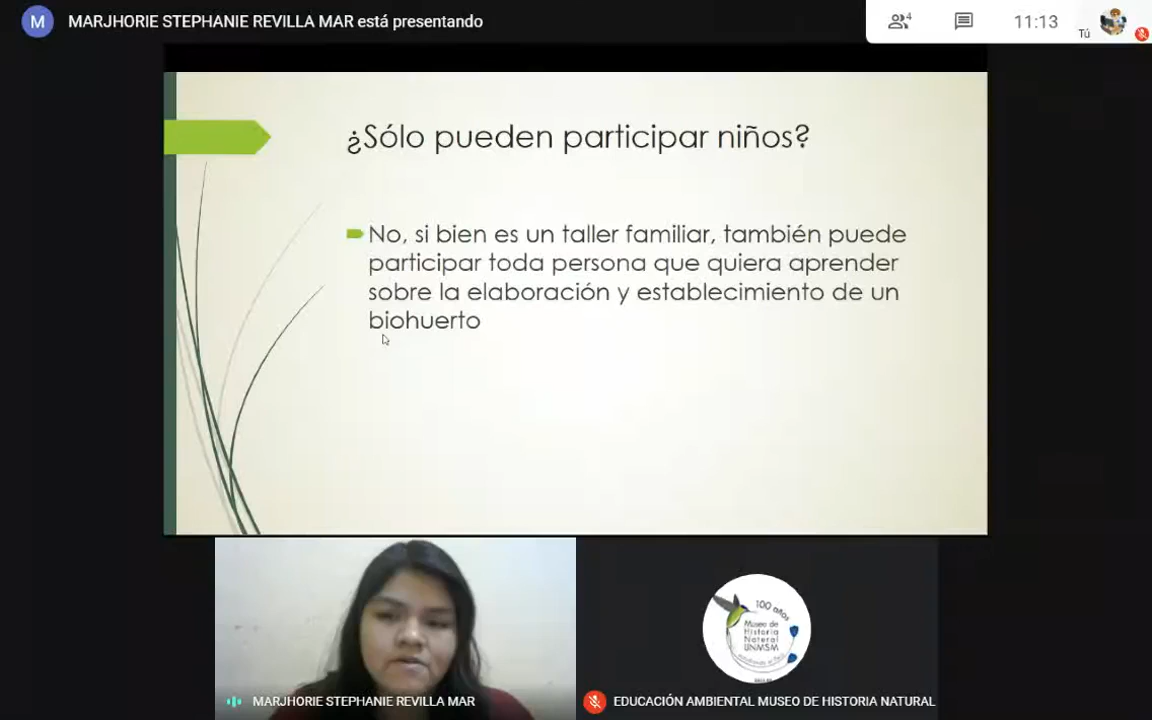 M
MARJHORIE STEPHANIE REVILLA MAR está presentando
4
11:13
Tú
¿Sólo pueden participar niños?
No, si bien es un taller familiar, también puede
participar toda persona que quiera aprender
sobre la elaboración y establecimiento de un
biohuerto
100 años
Museo de
Historia
Natural
UNMSM
MARJHORIE STEPHANIE REVILLA MAR
EDUCACIÓN AMBIENTAL MUSEO DE HISTORIA NATURAL